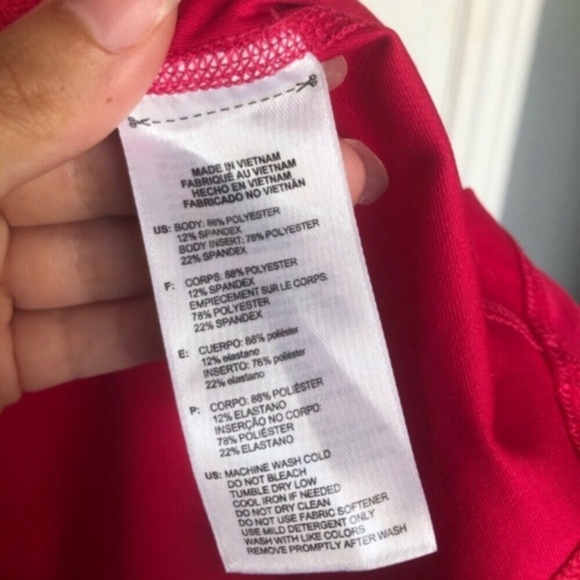 MADE IN VIETNAM
FABRIQUÉ AU VIETNAM
HECHO EN VIETNAM
FABRICADO NO VIETNÃN
US: BODY: 88% POLYESTER
12% SPANDEX
BODY INSERT: 78% POLYESTER
22% SPANDEX
F: CORPS: 88% POLYESTER
12% SPANDEX
EMPIECEMENT SUR LE CORPS:
78% POLYESTER
22% SPANDEX
E: CUERPO: 88% poliéster
12% elastano
INSERTO: 78% poliéster
22% elastano
P: CORPO: 88% POLIÉSTER
12% ELASTANO
INSERÇÃO NO CORPO:
78% POLIÉSTER
22% ELASTANO
US: MACHINE WASH COLD
DO NOT BLEACH
TUMBLE DRY LOW
COOL IRON IF NEEDED
DO NOT DRY CLEAN
DO NOT USE FABRIC SOFTENER
USE MILD DETERGENT ONLY
WASH WITH LIKE COLORS
REMOVE PROMPTLY AFTER WASH